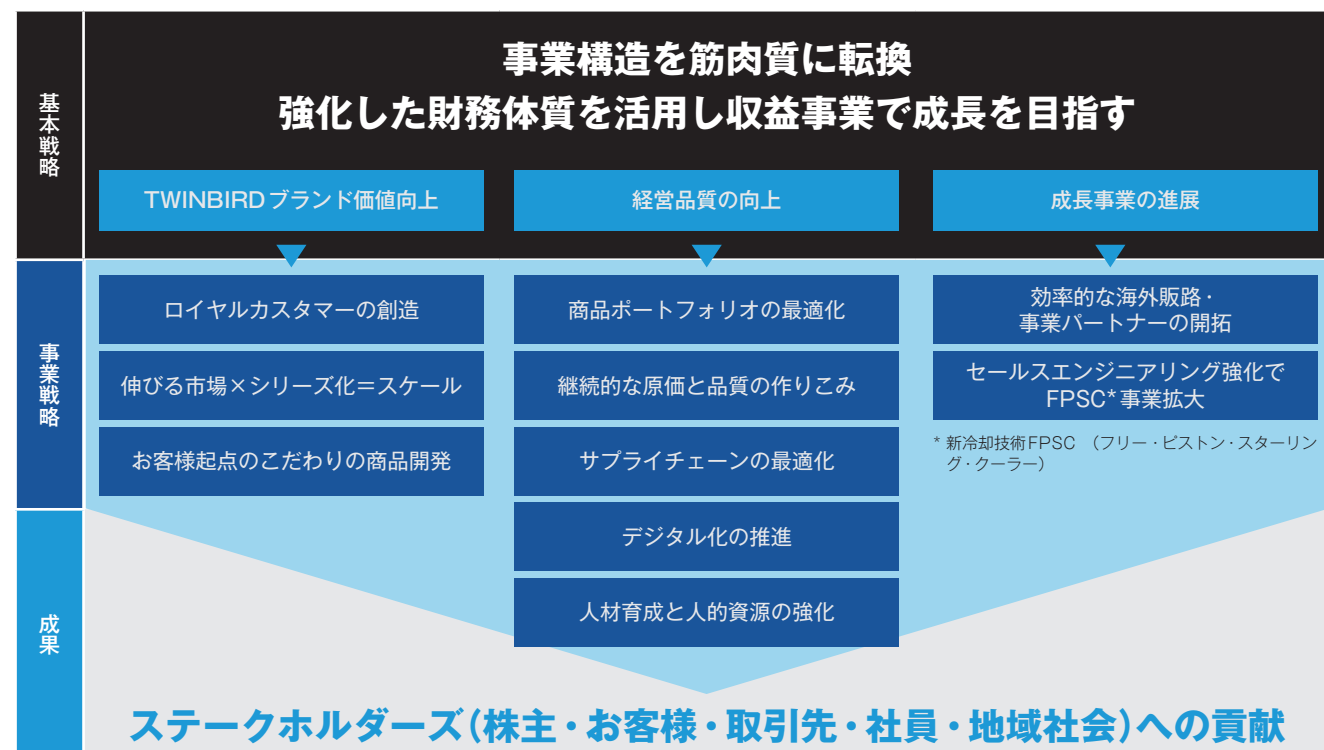 基本戦略
事業構造を筋肉質に転換
強化した財務体質を活用し収益事業で成長を目指す
TWINBIRDブランド価値向上
経営品質の向上
成長事業の進展
事業戦略
ロイヤルカスタマーの創造
伸びる市場×シリーズ化=スケール
お客様起点のこだわりの商品開発
商品ポートフォリオの最適化
継続的な原価と品質の作りこみ
サプライチェーンの最適化
デジタル化の推進
人材育成と人的資源の強化
効率的な海外販路・
事業パートナーの開拓
セールスエンジニアリング強化で
FPSC*事業拡大
* 新冷却技術FPSC (フリー・ピストン・スターリン
グ・クーラー)
成果
ステークホルダーズ(株主・お客様・取引先・社員・地域社会)への貢献